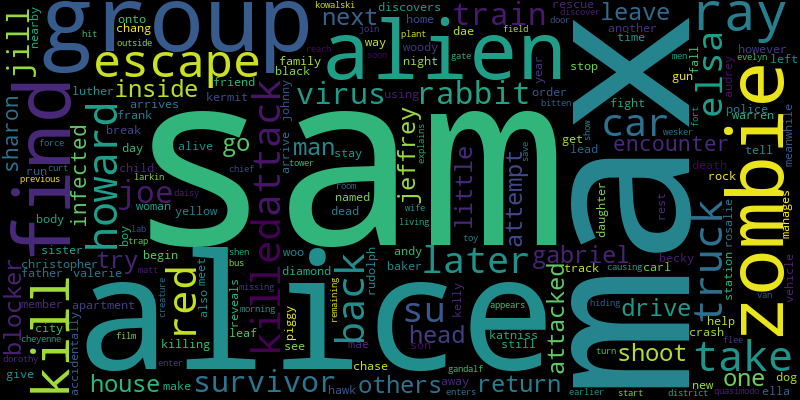 group
alien
train
ray
kowalski
discovers
next
leave
onto
nearby
chang
home
rescue
discover
dae
hit
outside
join
door
jill
escape
family
way
woody
plant
field
another
time
however
black
night
gate
reach
soon
evelyn
left
inside
virus
rabbit
year
stop
men
elsa
luther
friend
johnny
using
order
gun
fall
audrey
zombie
sharon
arrives
kermit
bitten
fight
police
find
frank
attack
car
wesker
warren
howard
break
go
man
jeffrey
little
attempt
get
lead
show
fort
meanwhile
infected
day
alive
stay
tower
explains
save
encounter
tell
sam
max
run
curt
child
named
death
force
previous
larkin
room
wife
daughter
rest
rock
joe
daisy
chief
dead
living
body
woman
yellow
truck
rosalie
manages
boy
lab
trap
toy
sister
try
begin
shen
woo
andy
later
gabriel
becky
station
christopher
matt
bus
diamond
baker
track
carl
vehicle
father
valerie
red
also
meet
killed
missing
back
rudolph
su
causing
hiding
van
blocker
member
apartment
creature
reveals
morning
remaining
kelly
appears
attacked
drive
help
flee
kill
city
leaf
piggy
head
katniss
crash
cheyenne
film
killing
see
mae
son
still
turn
shoot
take
alice
dorothy
accidentally
enter
chase
gandalf
one
dog
give
house
make
survivor
hawk
others
away
enters
return
earlier
start
district
new
quasimodo
ella